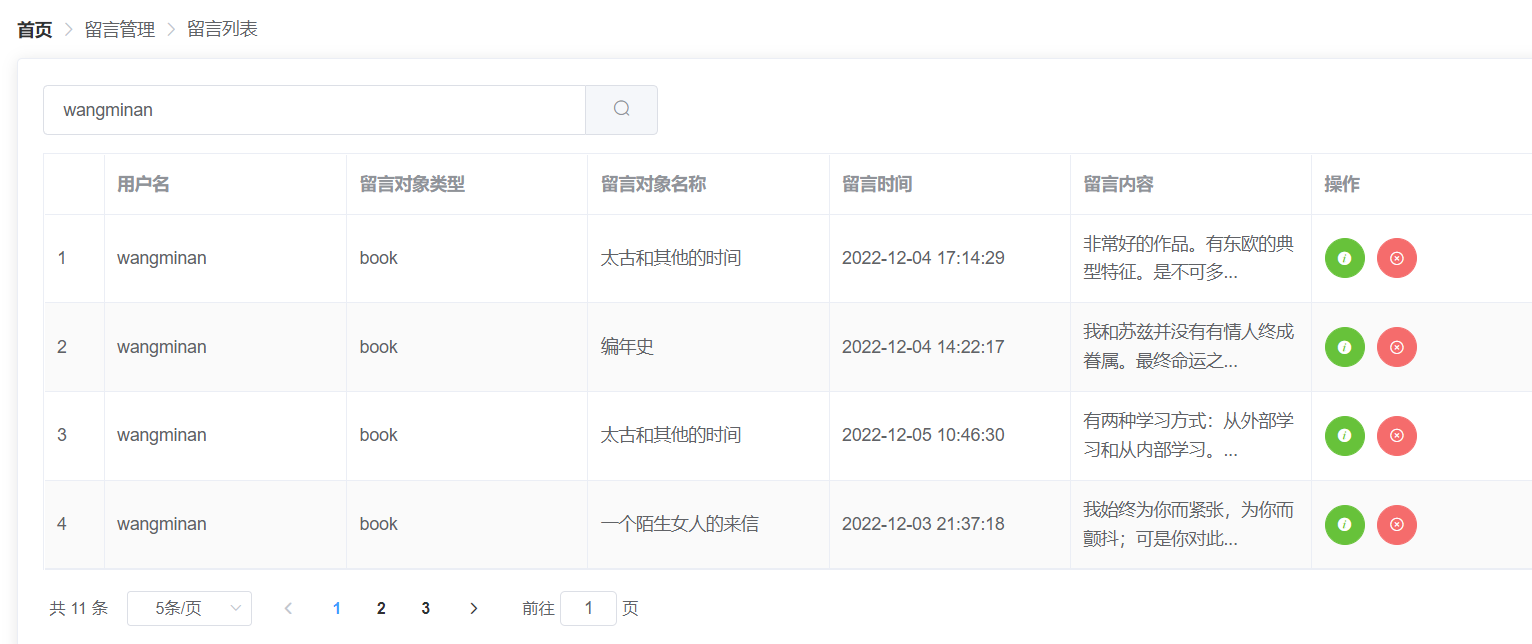 首页 留言管理 留言列表
wangminan
用户名 留言对象类型 留言对象名称 留言时间 留言内容 操作
1 wangminan book 太古和其他的时间 2022-12-04 17:14:29 非常好的作品。有东欧的典
型特征。是不可多...
2 wangminan book 编年史 2022-12-04 14:22:17 我和苏兹并没有有情人终成
眷属。最终命运之...
3 wangminan book 太古和其他的时间 2022-12-05 10:46:30 有两种学习方式：从外部学
习和从内部学习。...
4 wangminan book 一个陌生女人的来信 2022-12-03 21:37:18 我始终为你而紧张，为你而
颤抖；可是你对此...
共 11 条 5条/页 1 2 3 前往 1 页